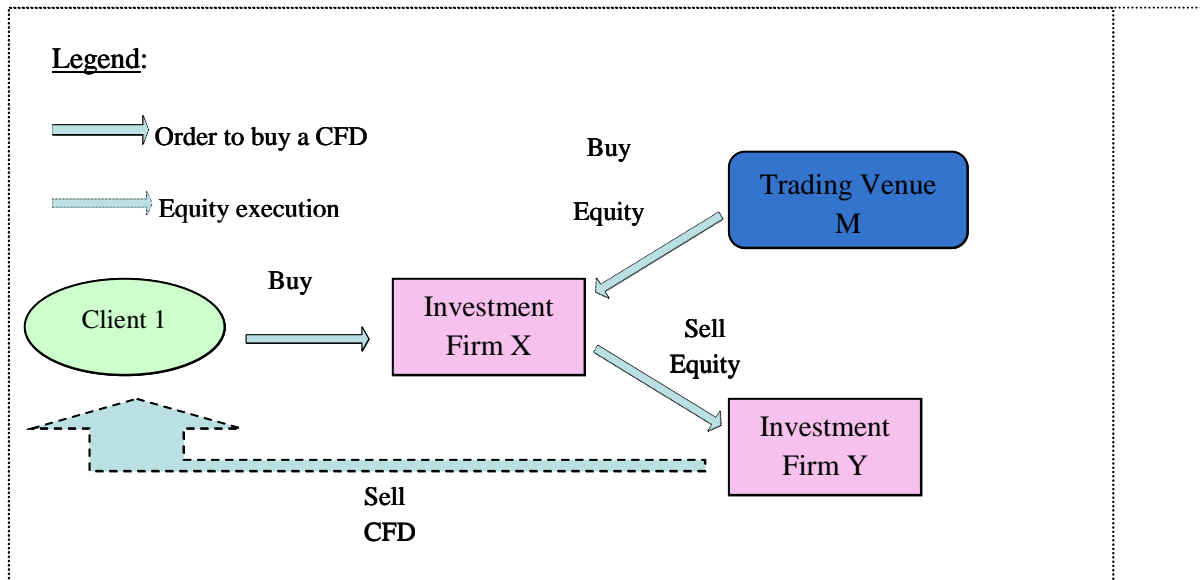 Legend:
Order to buy a CFD
Equity execution
Buy
Equity
Trading Venue
M
Client 1
Buy
Investment
Firm X
Sell
Equity
Investment
Firm Y
Sell
CFD